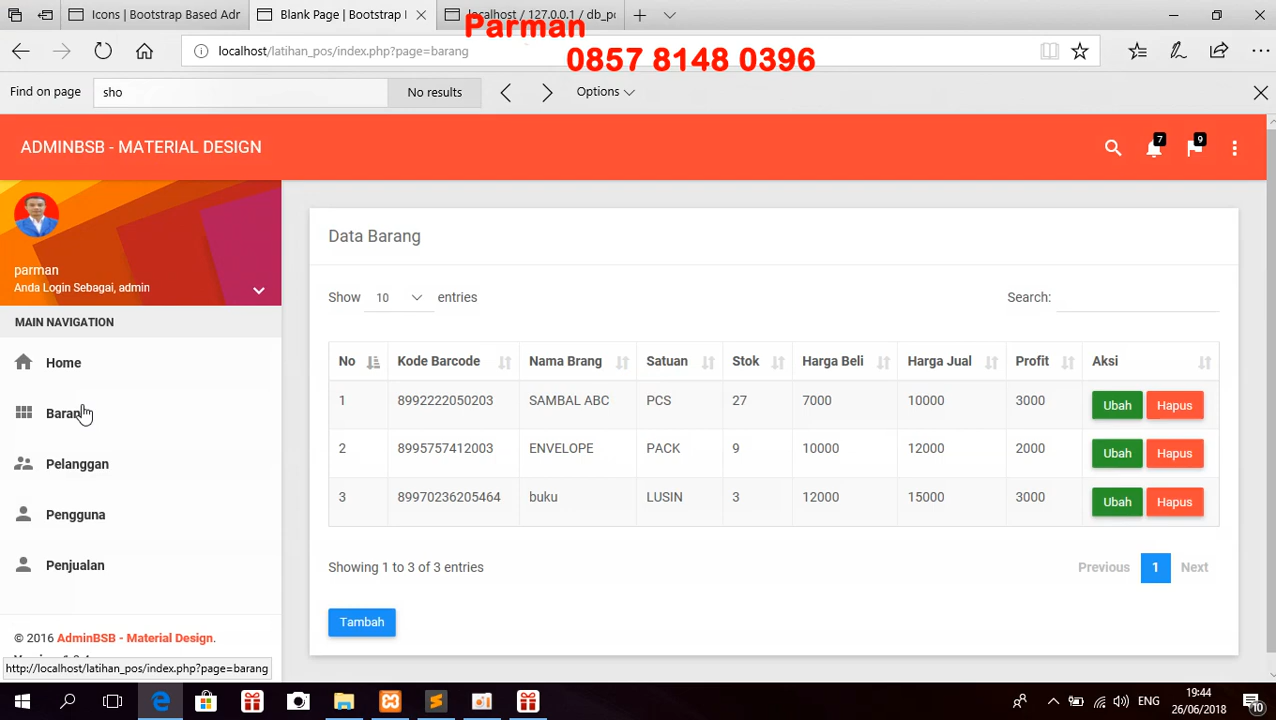 Icons | Bootstrap Based Adr
Blank Page | Bootstrap I
localhost / 127.0.0.1 / db_pc
Parman
0857 8148 0396
localhost/latihan_pos/index.php?page=barang
Find on page
sho
No results
Options
ADMINBSB - MATERIAL DESIGN
7
9
parman
Anda Login Sebagai, admin
MAIN NAVIGATION
Home
Barang
Pelanggan
Pengguna
Penjualan
© 2016 AdminBSB - Material Design.
http://localhost/latihan_pos/index.php?page=barang
Data Barang
Show 10 entries
Search:
No Kode Barcode Nama Brang Satuan Stok Harga Beli Harga Jual Profit Aksi
1 8992222050203 SAMBAL ABC PCS 27 7000 10000 3000 Ubah Hapus
2 8995757412003 ENVELOPE PACK 9 10000 12000 2000 Ubah Hapus
3 89970236205464 buku LUSIN 3 12000 15000 3000 Ubah Hapus
Showing 1 to 3 of 3 entries
Previous 1 Next
Tambah
ENG
19:44
26/06/2018
10